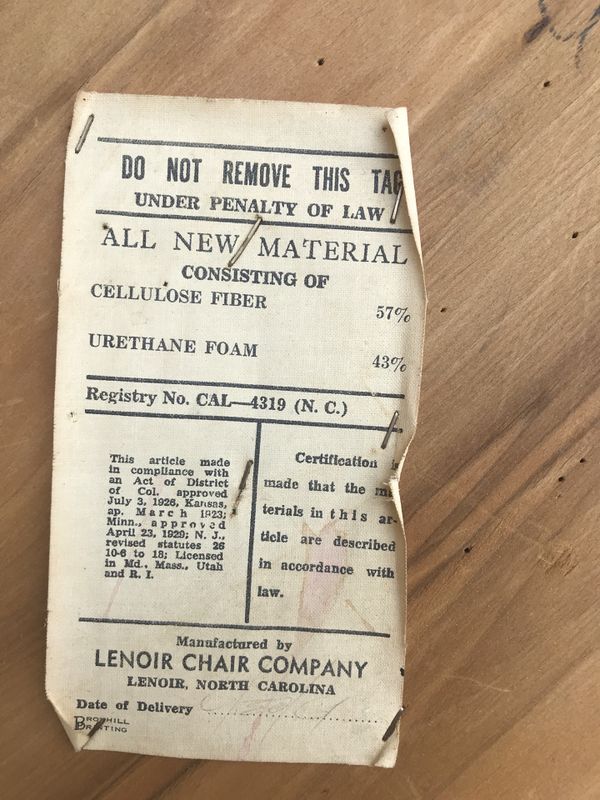 DO NOT REMOVE THIS TAG
UNDER PENALTY OF LAW
ALL NEW MATERIAL
CONSISTING OF
CELLULOSE FIBER
57%
URETHANE FOAM
43%
Registry No. CAL—4319 (N. C.)
This article made
in compliance with
an Act of District
of Col. approved
July 3, 1926, Kansas,
ap. March 1923;
Minn., approved
April 23, 1929; N. J.,
revised statutes 26
10-6 to 18; Licensed
in Md., Mass., Utah
and R. I.
Certification is
made that the ma-
terials in this ar-
ticle are described
in accordance with
law.
Manufactured by
LENOIR CHAIR COMPANY
LENOIR, NORTH CAROLINA
Date of Delivery
BROYHILL
PRINTING